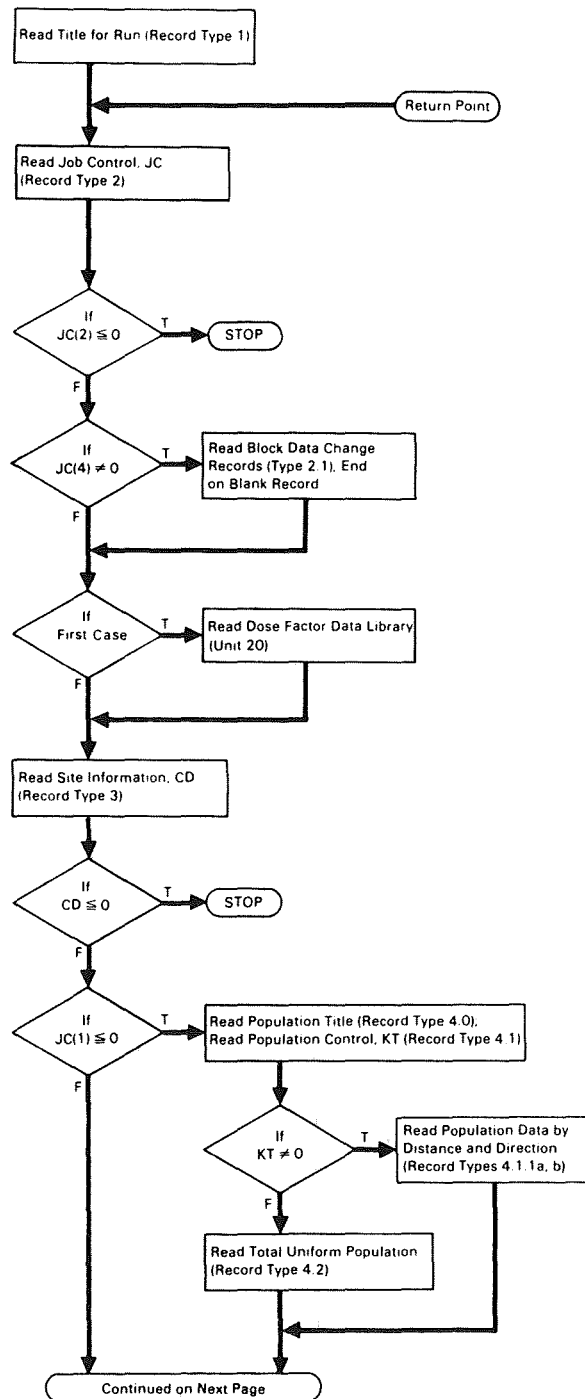 Read Title for Run (Record Type 1)
Return Point
Read Job Control, JC
(Record Type 2)
If
JC(2) ≦ 0
T
STOP
F
If
JC(4) ≠ 0
T
Read Block Data Change
Records (Type 2.1), End
on Blank Record
F
If
First Case
T
Read Dose Factor Data Library
(Unit 20)
F
Read Site Information, CD
(Record Type 3)
If
CD ≦ 0
T
STOP
F
If
JC(1) ≦ 0
T
Read Population Title (Record Type 4.0),
Read Population Control, KT (Record Type 4.1)
F
If
KT ≠ 0
T
Read Population Data by
Distance and Direction
(Record Types 4.1.1a, b)
F
Read Total Uniform Population
(Record Type 4.2)
Continued on Next Page